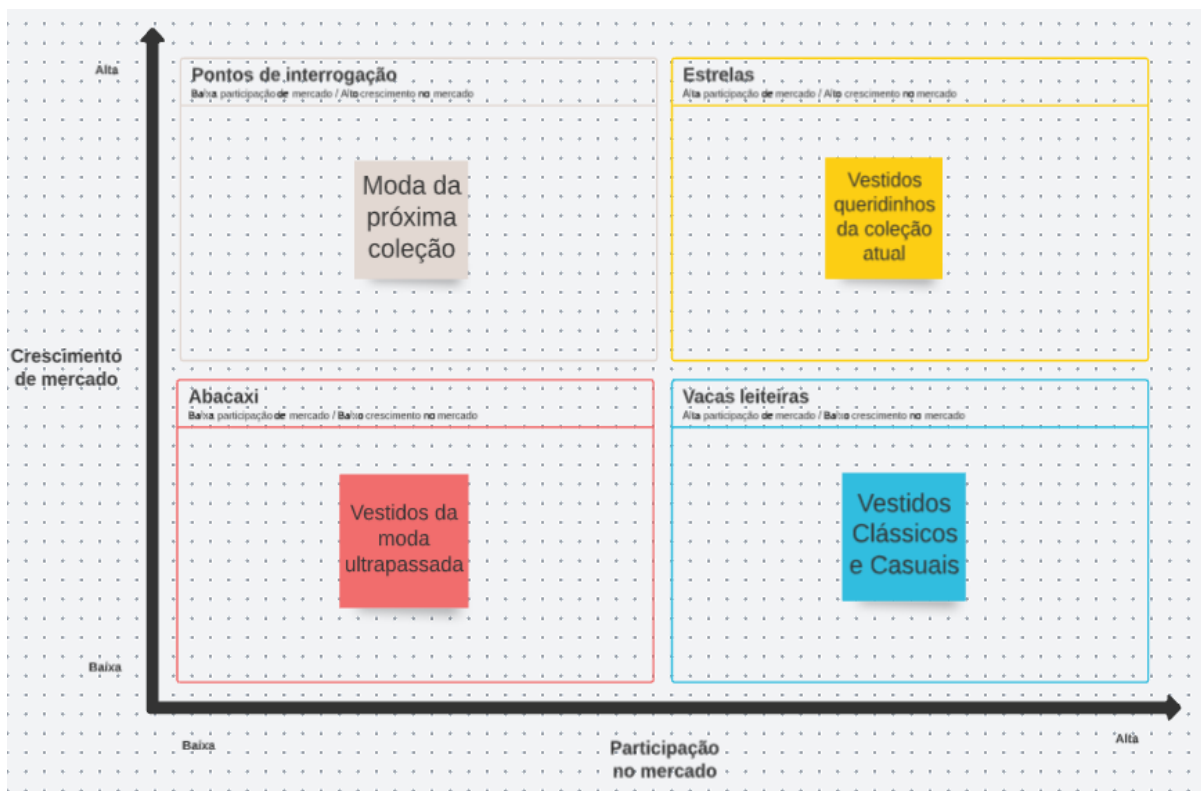 Alta
Pontos de interrogação
Baixa participação de mercado / Alto crescimento no mercado
Moda da
próxima
coleção
Estrelas
Alta participação de mercado / Alto crescimento no mercado
Vestidos
queridinhos
da coleção
atual
Crescimento
de mercado
Abacaxi
Baixa participação de mercado / Baixo crescimento no mercado
Vestidos da
moda
ultrapassada
Vacas leiteiras
Alta participação de mercado / Baixo crescimento no mercado
Vestidos
Clássicos
e Casuais
Baixa
Baixa
Participação
no mercado
Alta